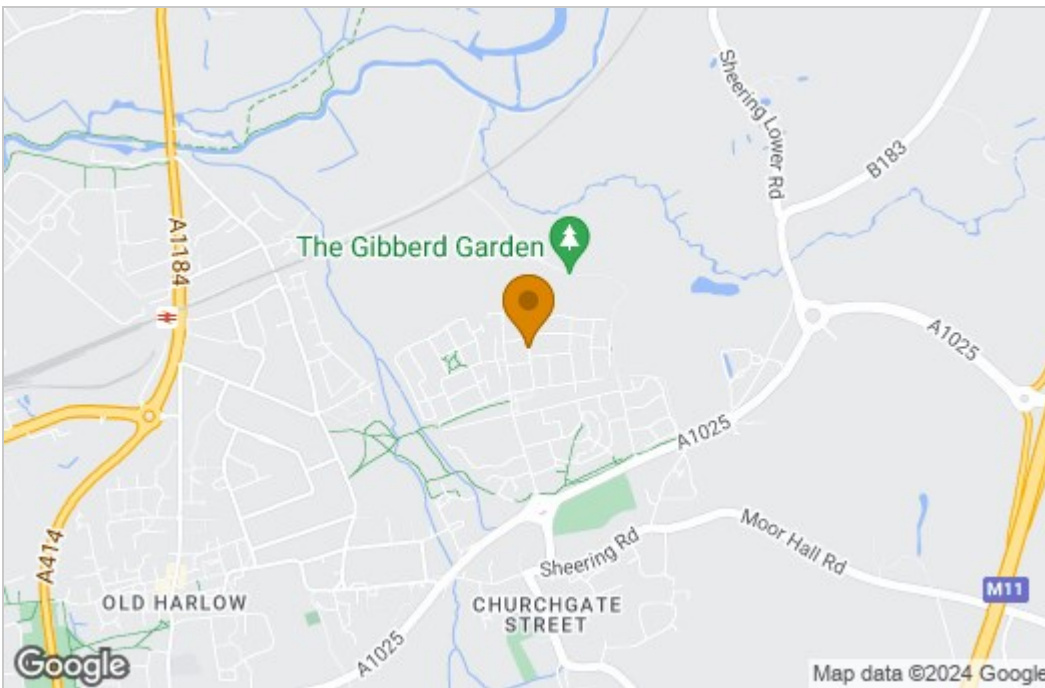 Sheering Lower Rd
B183
A1184
The Gibberd Garden
A1025
A1025
A414
Moor Hall Rd
Sheering Rd
M11
OLD HARLOW
CHURCHGATE
STREET
A1025
Google
Map data ©2024 Google